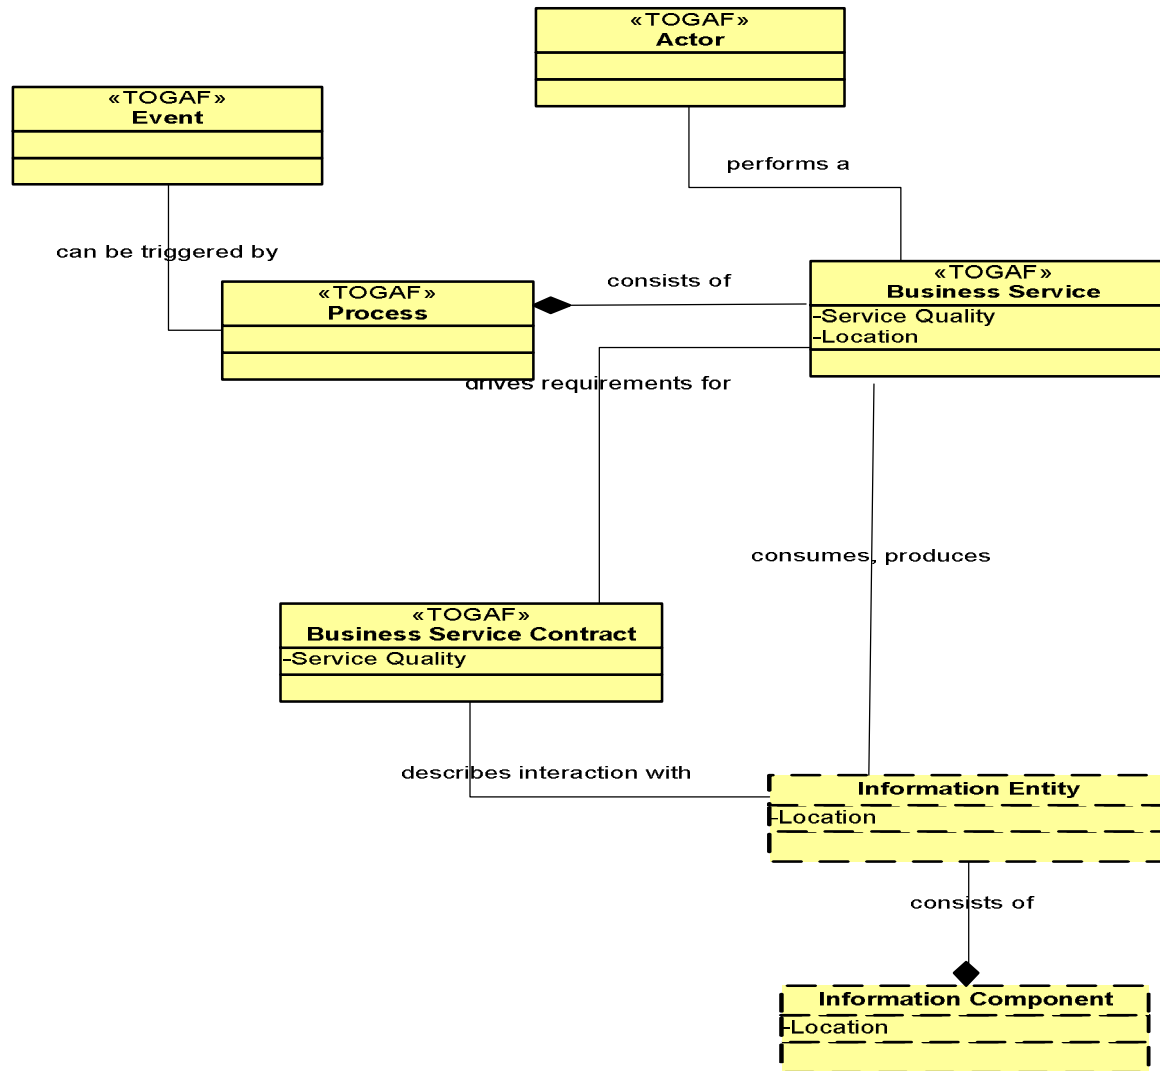 «TOGAF»
Actor
«TOGAF»
Event
performs a
can be triggered by
«TOGAF»
Process
consists of
«TOGAF»
Business Service
-Service Quality
-Location
drives requirements for
consumes, produces
«TOGAF»
Business Service Contract
-Service Quality
describes interaction with
Information Entity
-Location
consists of
Information Component
-Location